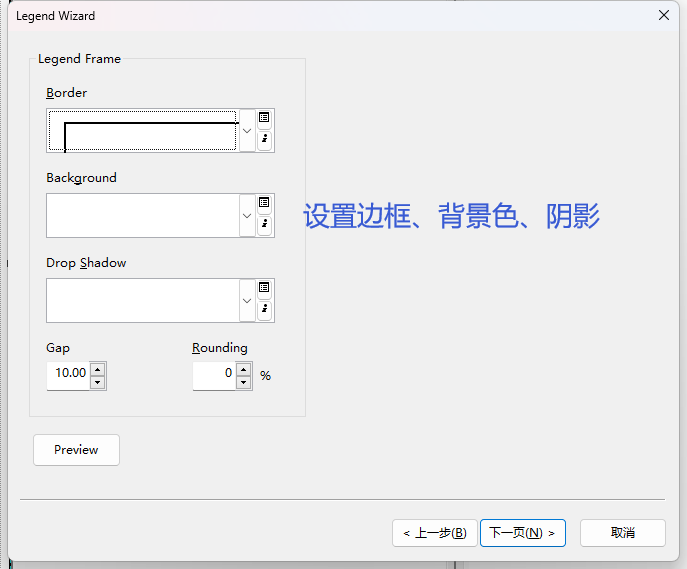 Legend Wizard
Legend Frame
Border
Background
设置边框、背景色、阴影
Drop Shadow
Gap Rounding
10.00 0 %
Preview
< 上一步(B) 下一页(N) > 取消